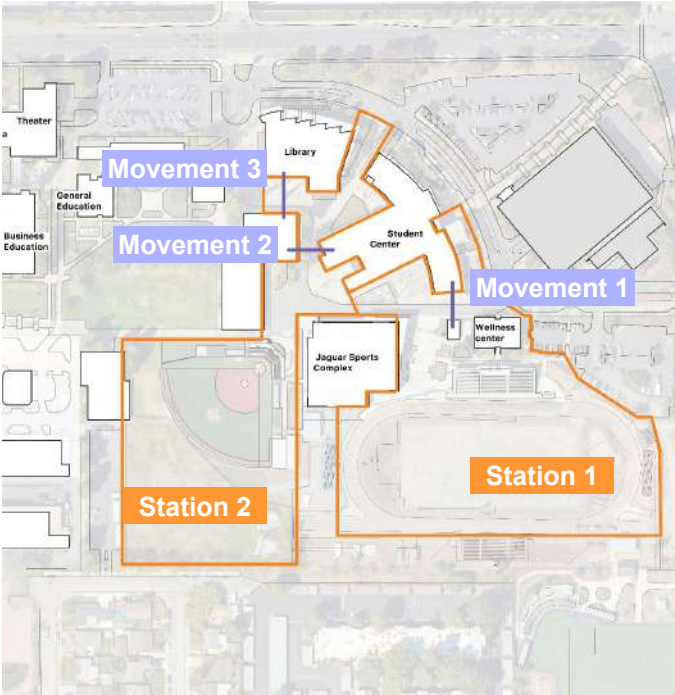 Theater
a
Library
Movement 3
General
Education
Business
Education
Movement 2
Student
Center
Movement 1
Wellness
center
Jaguar Sports
Complex
Station 1
Station 2